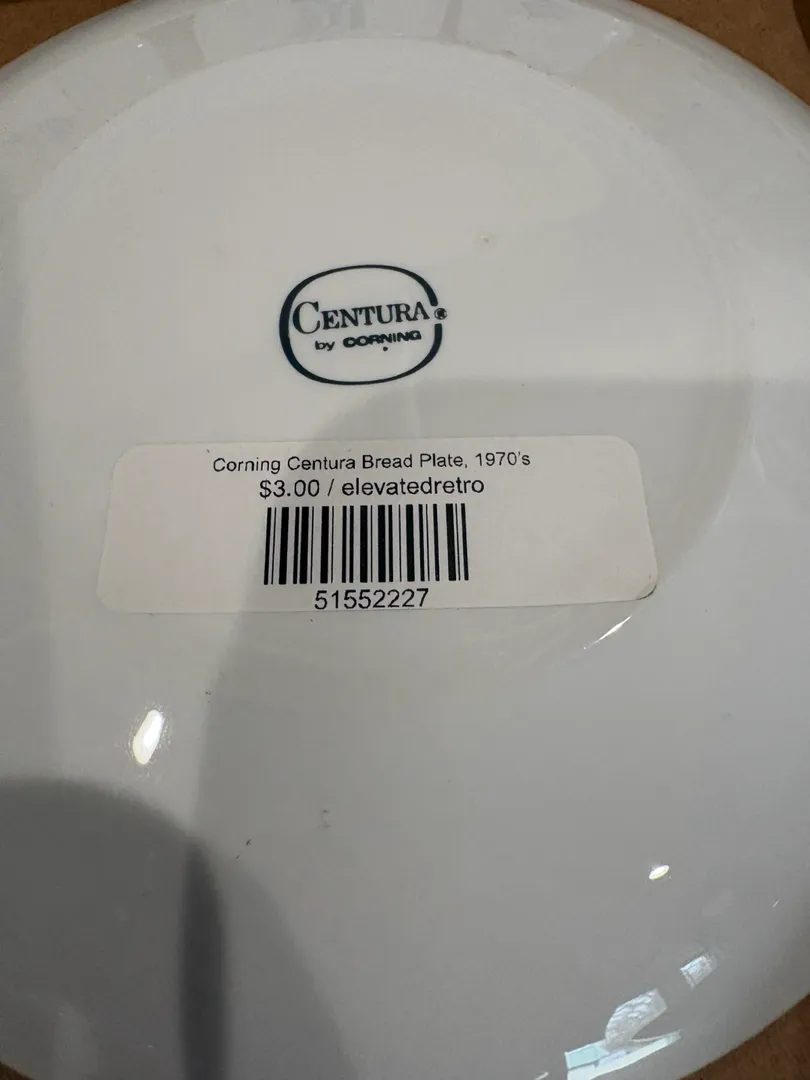 CENTURA®
by CORNING
Corning Centura Bread Plate, 1970's
$3.00 / elevatedretro
51552227